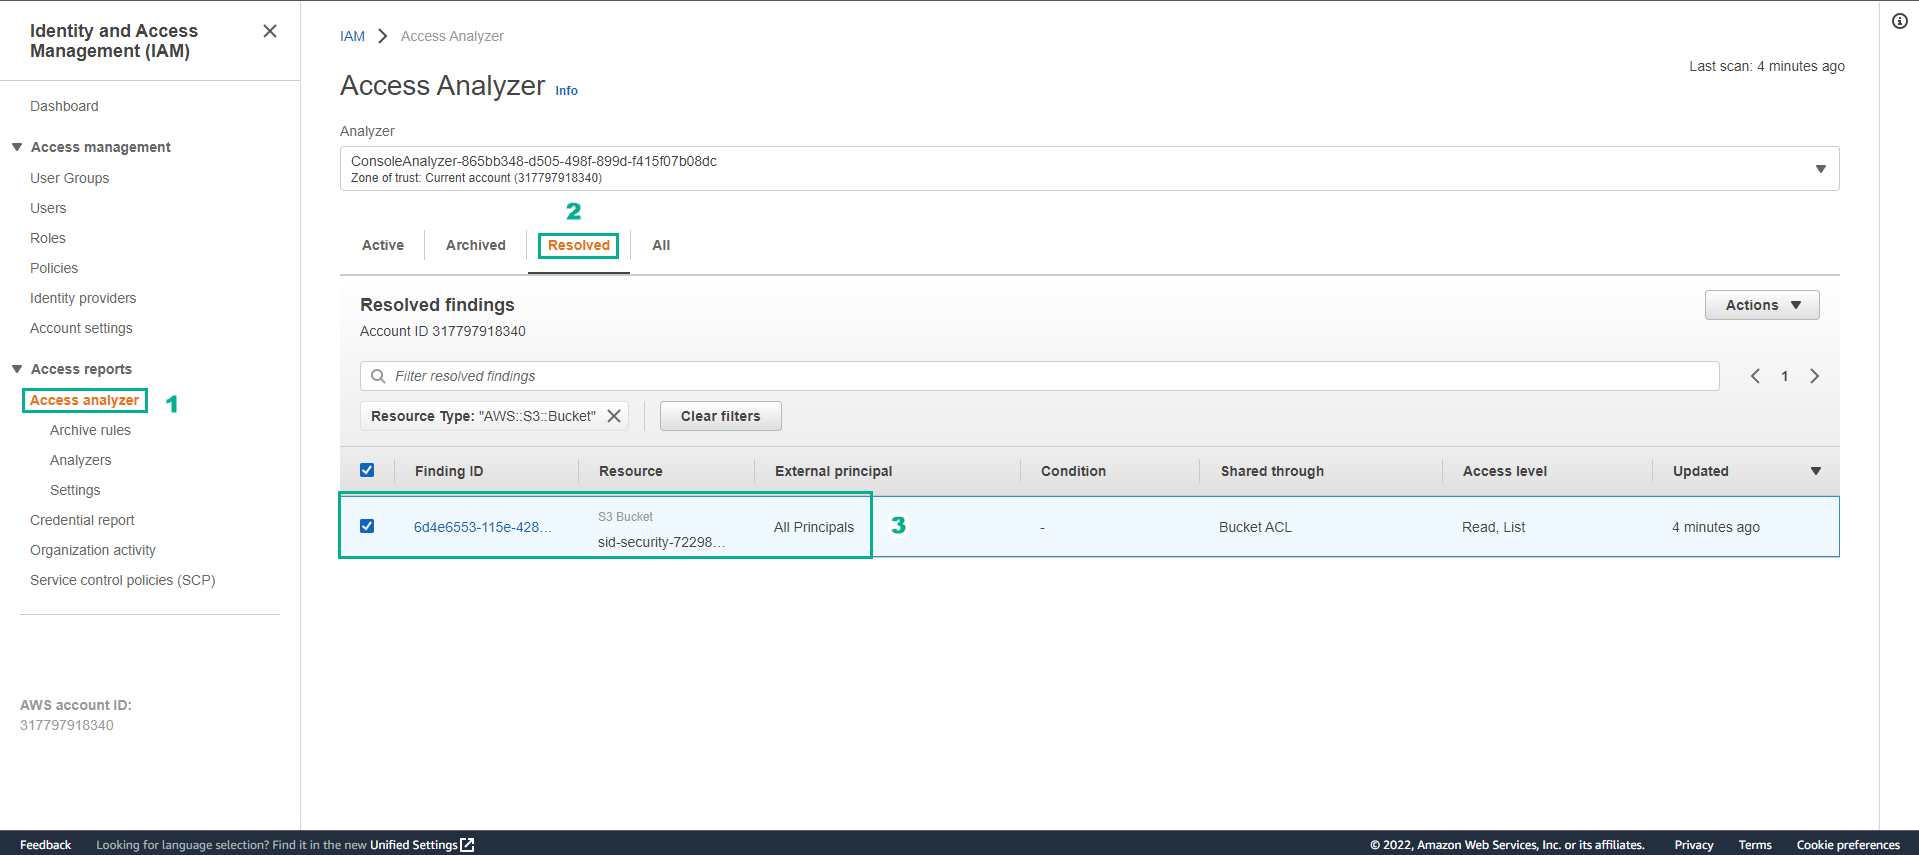 Identity and Access
Management (IAM)
Dashboard
Access management
User Groups
Users
Roles
Policies
Identity providers
Account settings
Access reports
Access analyzer
1
Archive rules
Analyzers
Settings
Credential report
Organization activity
Service control policies (SCP)
AWS account ID:
317797918340
IAM > Access Analyzer
Last scan: 4 minutes ago
Access Analyzer Info
Analyzer
ConsoleAnalyzer-865bb348-d505-498f-899d-f415f07b08dc
Zone of trust: Current account (317797918340)
2
Active Archived Resolved All
Resolved findings
Actions
Account ID 317797918340
Filter resolved findings
1
Resource Type: "AWS::S3::Bucket"
Clear filters
Finding ID Resource External principal Condition Shared through Access level Updated
S3 Bucket
6d4e6553-115e-428... All Principals 3 - Bucket ACL Read, List 4 minutes ago
sid-security-72298...
Feedback Looking for language selection? Find it in the new Unified Settings © 2022, Amazon Web Services, Inc. or its affiliates. Privacy Terms Cookie preferences